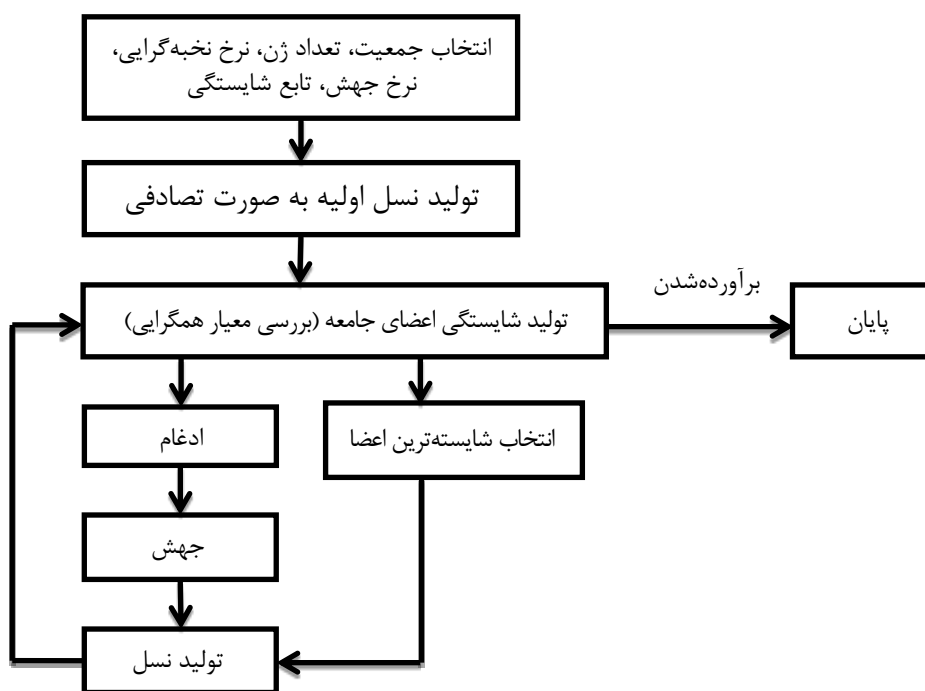 انتخاب جمعیت، تعداد ژن، نرخ نخبه‌گرایی،
نرخ جهش، تابع شایستگی
تولید نسل اولیه به صورت تصادفی
برآورده‌شدن
تولید شایستگی اعضای جامعه (بررسی معیار همگرایی)
پایان
ادغام
انتخاب شایسته‌ترین اعضا
جهش
تولید نسل